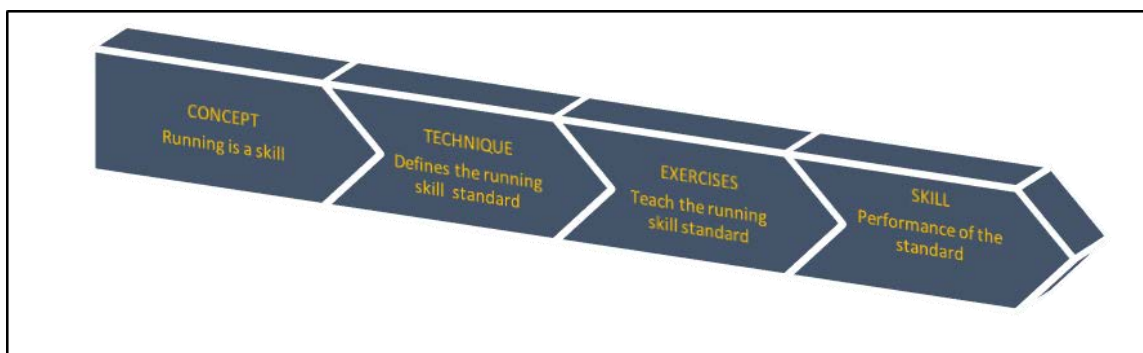 CONCEPT
Running is a skill
TECHNIQUE
Defines the running
skill standard
EXERCISES
Teach the running
skill standard
SKILL
Performance of the
standard